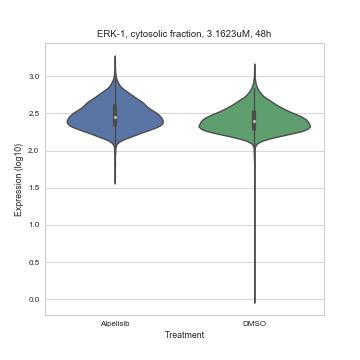 ERK-1, cytosolic fraction, 3.1623uM, 48h
3.0
2.5
2.0
1.5
1.0
0.5
0.0
Expression (log10)
Alpelisib
DMSO
Treatment